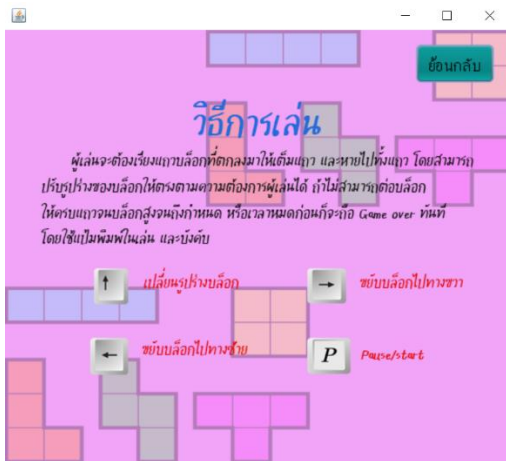 ย้อนกลับ
วิธีการเล่น
ผู้เล่นจะต้องเรียงแถวบล็อกที่ตกลงมาให้เต็มแถว และหายไปทั้งแถว โดยสามารถ
ปรับรูปร่างของบล็อกให้ตรงตามความต้องการผู้เล่นได้ ถ้าไม่สามารถต่อบล็อก
ให้ครบแถวจนบล็อกสูงจนถึงกำหนด หรือเวลาหมดก่อนก็จะถือ Game over ทันที
โดยใช้แป้มพิมพ์ในเล่น และบังคับ
↑ เปลี่ยนรูปร่างบล็อก → ขยับบล็อกไปทางขวา
← ขยับบล็อกไปทางซ้าย P Pause/start